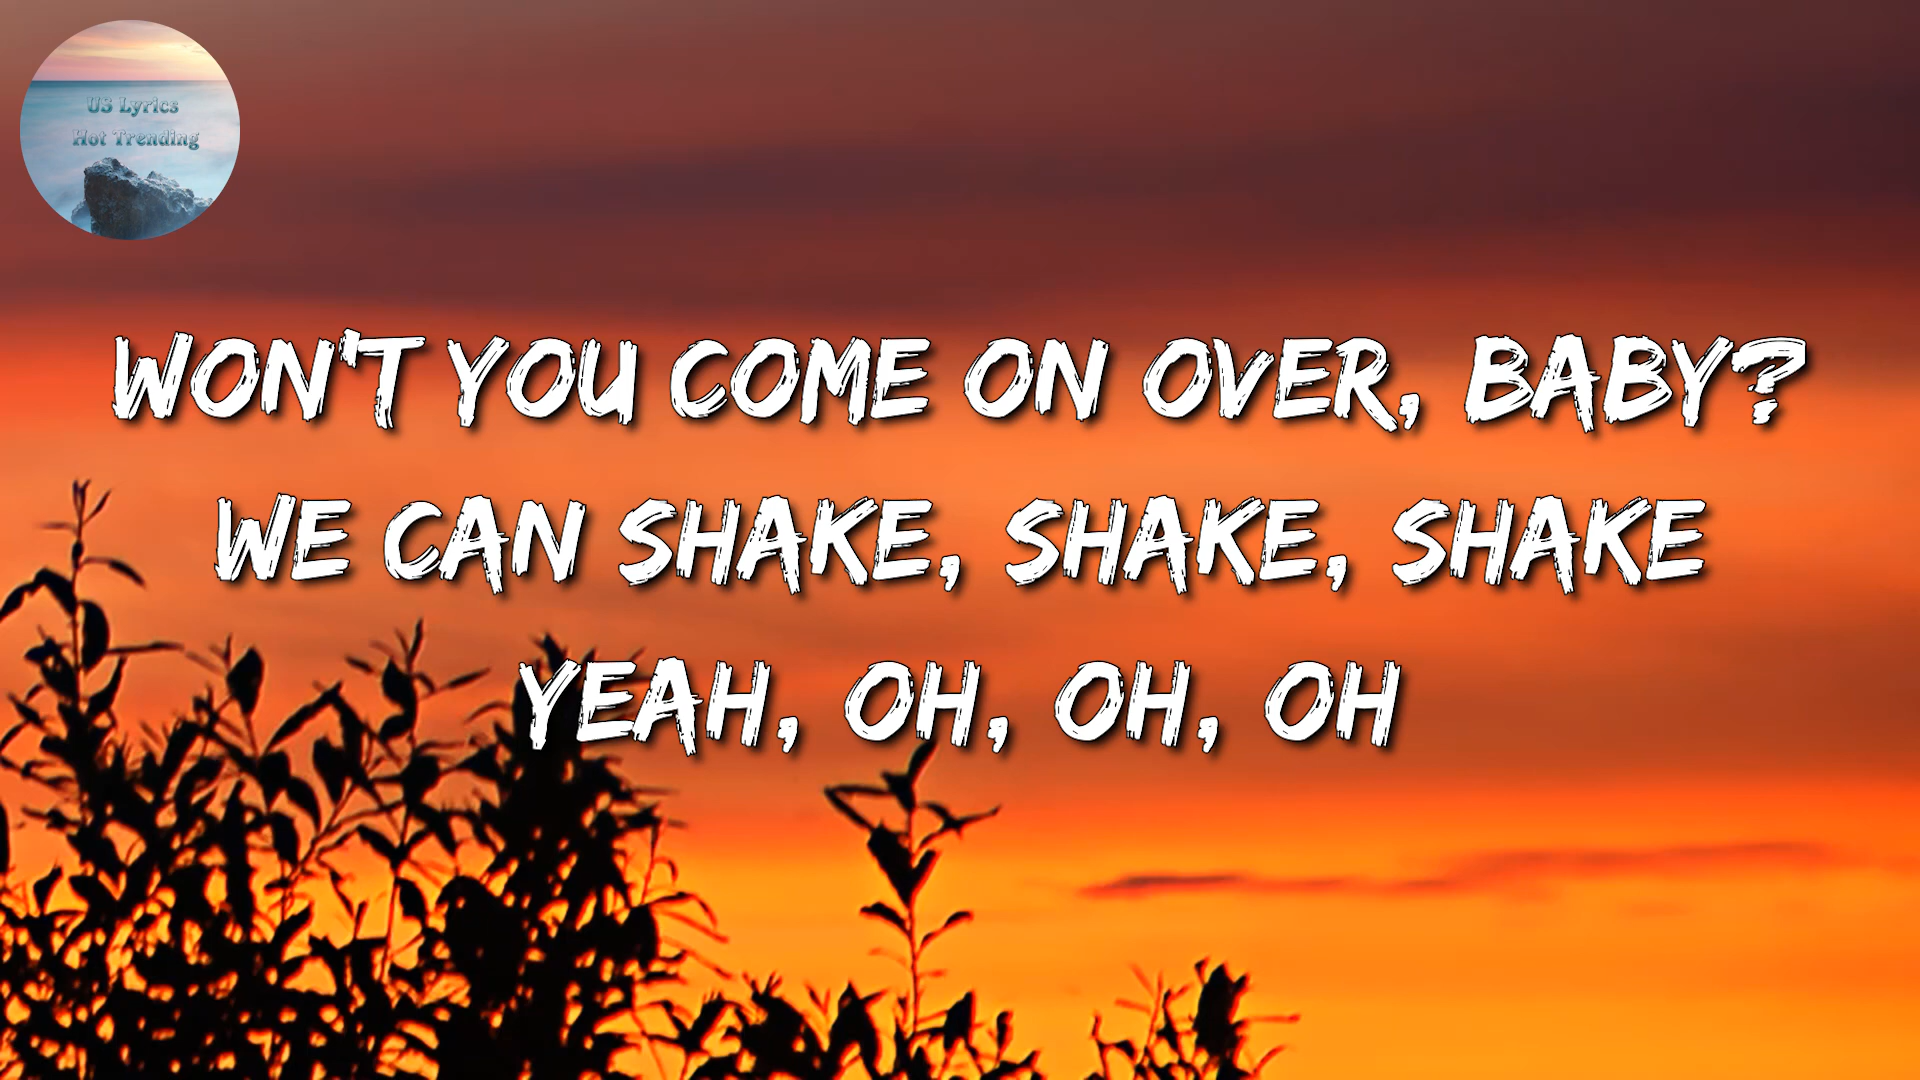 US Lyrics
Hot Trending
WON'T YOU COME ON OVER, BABY?
WE CAN SHAKE, SHAKE, SHAKE
YEAH, OH, OH, OH